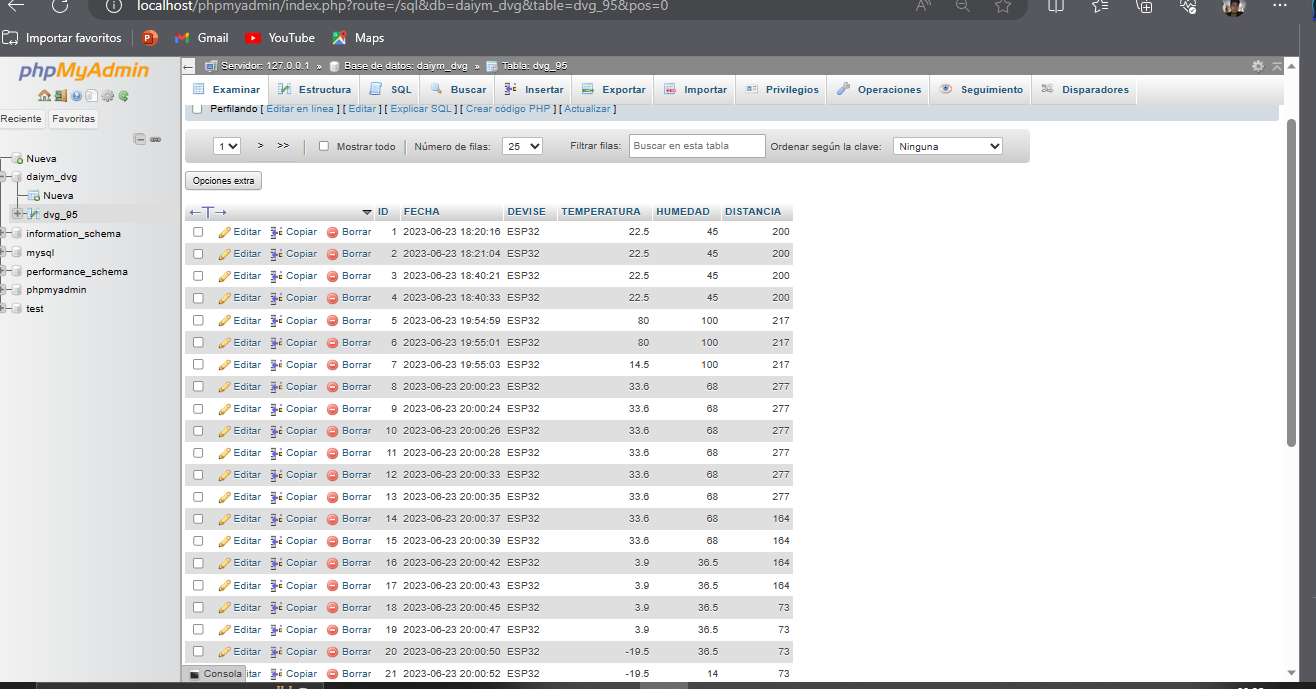 localhost/phpmyadmin/index.php?route=/sql&db=daiym_dvg&table=dvg_95&pos=0
Importar favoritos
Gmail
YouTube
Maps
phpMyAdmin
Reciente
Favoritas
Nueva
daiym_dvg
Nueva
dvg_95
information_schema
mysql
performance_schema
phpmyadmin
test
Servidor: 127.0.0.1 » Base de datos: daiym_dvg » Tabla: dvg_95
Examinar Estructura SQL Buscar Insertar Exportar Importar Privilegios Operaciones Seguimiento Disparadores
Perfilando [ Editar en línea ] [ Editar ] [ Explicar SQL ] [ Crear código PHP ] [ Actualizar ]
1 > >> | Mostrar todo | Número de filas: 25 Filtrar filas: Buscar en esta tabla Ordenar según la clave: Ninguna
Opciones extra
←T→ ID FECHA DEVISE TEMPERATURA HUMEDAD DISTANCIA
Editar Copiar Borrar 1 2023-06-23 18:20:16 ESP32 22.5 45 200
Editar Copiar Borrar 2 2023-06-23 18:21:04 ESP32 22.5 45 200
Editar Copiar Borrar 3 2023-06-23 18:40:21 ESP32 22.5 45 200
Editar Copiar Borrar 4 2023-06-23 18:40:33 ESP32 22.5 45 200
Editar Copiar Borrar 5 2023-06-23 19:54:59 ESP32 80 100 217
Editar Copiar Borrar 6 2023-06-23 19:55:01 ESP32 80 100 217
Editar Copiar Borrar 7 2023-06-23 19:55:03 ESP32 14.5 100 217
Editar Copiar Borrar 8 2023-06-23 20:00:23 ESP32 33.6 68 277
Editar Copiar Borrar 9 2023-06-23 20:00:24 ESP32 33.6 68 277
Editar Copiar Borrar 10 2023-06-23 20:00:26 ESP32 33.6 68 277
Editar Copiar Borrar 11 2023-06-23 20:00:28 ESP32 33.6 68 277
Editar Copiar Borrar 12 2023-06-23 20:00:33 ESP32 33.6 68 277
Editar Copiar Borrar 13 2023-06-23 20:00:35 ESP32 33.6 68 277
Editar Copiar Borrar 14 2023-06-23 20:00:37 ESP32 33.6 68 164
Editar Copiar Borrar 15 2023-06-23 20:00:39 ESP32 33.6 68 164
Editar Copiar Borrar 16 2023-06-23 20:00:42 ESP32 3.9 36.5 164
Editar Copiar Borrar 17 2023-06-23 20:00:43 ESP32 3.9 36.5 164
Editar Copiar Borrar 18 2023-06-23 20:00:45 ESP32 3.9 36.5 73
Editar Copiar Borrar 19 2023-06-23 20:00:47 ESP32 3.9 36.5 73
Editar Copiar Borrar 20 2023-06-23 20:00:50 ESP32 -19.5 36.5 73
Consola itar Copiar Borrar 21 2023-06-23 20:00:52 ESP32 -19.5 14 73